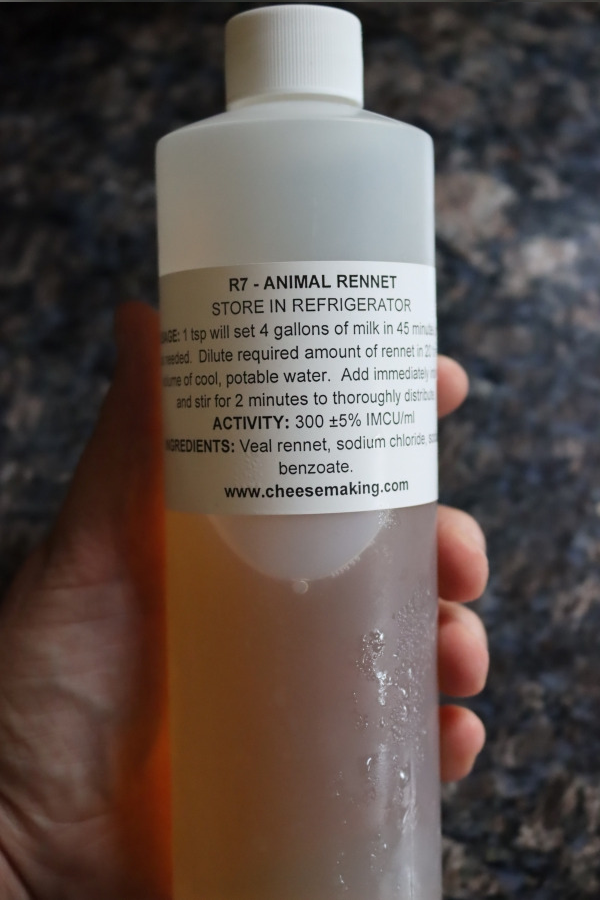 R7 - ANIMAL RENNET
STORE IN REFRIGERATOR
1 tsp will set 4 gallons of milk in 45
needed. Dilute required amount of rennet in
of cool, potable water. Add immediately
and stir for 2 minutes to thoroughly
ACTIVITY: 300 ±5% IMCU/ml
Veal rennet, sodium chloride,
benzoate.
www.cheesemaking.com